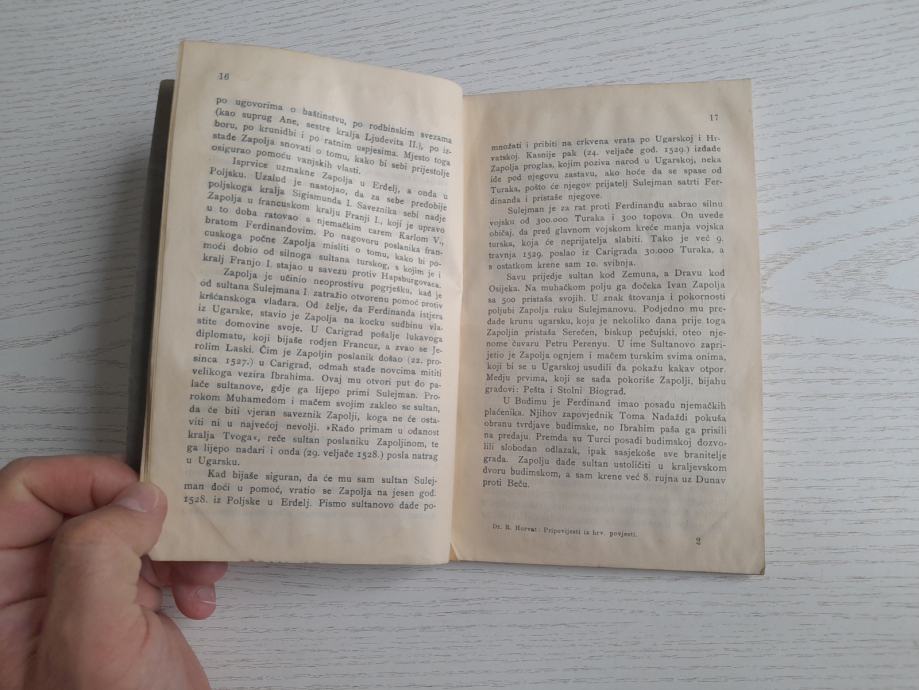 16
po ugovorima o baštinstvu, po rodbinskim svezama
(kao suprug Ane, sestre kralja Ljudevita II.), po iz-
boru, po krunidbi i po ratnim uspjesima. Mjesto toga
stade Zapolja snovati o tomu, kako bi sebi prijestolje
osigurao pomoću vanjskih vlasti.
Isprvice uzmakne Zapolja u Erdelj, a onda u
Poljsku. Uzalud je nastojao, da za sebe predobije
poljskoga kralja Sigismunda I. Saveznika sebi nadje
Zapolja u francuskom kralju Franji I., koji je upravo
u to doba ratovao s njemačkim carem Karlom V.,
bratom Ferdinandovim. Po nagovoru poslanika fran-
cuskoga počne Zapolja misliti o tomu, kako bi po-
moći dobio od silnoga sultana turskog, s kojim je i
kralj Franjo I. stajao u savezu protiv Hapsburgovaca.
Zapolja je učinio neoprostivu pogrješku, kad je
od sultana Sulejmana I. zatražio otvorenu pomoć protiv
kršćanskoga vladara. Od želje, da Ferdinanda istjera
iz Ugarske, stavio je Zapolja na kocku sudbinu vla-
stite domovine svoje. U Carigrad pošalje lukavoga
diplomatu, koji bijaše rodjen Francuz, a zvao se Je-
rolim Laski. Čim je Zapoljin poslanik došao (22. pro-
sinca 1527.) u Carigrad, odmah stade novcima mititi
velikoga vezira Ibrahima. Ovaj mu otvori put do pa-
lače sultanove, gdje ga lijepo primi Sulejman. Pro-
rokom Muhamedom i mačem svojim zakleo se sultan,
da će biti vjeran saveznik Zapolji, koga ne će osta-
viti ni u najvećoj nevolji. »Rado primam u odanost
kralja Tvoga«, reče sultan poslaniku Zapoljinom, te
ga lijepo nadari i onda (29. veljače 1528.) posla natrag
u Ugarsku.
Kad bijaše siguran, da će mu sam sultan Sulej-
man doći u pomoć, vratio se Zapolja na jesen god.
1528. iz Poljske u Erdelj. Pismo sultanovo dade po-
17
množati i pribiti na crkvena vrata po Ugarskoj i Hr-
vatskoj. Kasnije pak (24. veljače god. 1529.) izdade
Zapolja proglas, kojim poziva narod u Ugarskoj, neka
ide pod njegovu zastavu, ako hoće da se spase od
Turaka, pošto će njegov prijatelj Sulejman satrti Fer-
dinanda i pristaše njegove.
Sulejman je za rat proti Ferdinandu sabrao silnu
vojsku od 300.000 Turaka i 300 topova. On uvede
običaj, da pred glavnom vojskom kreće manja vojska
turska, koja će neprijatelja slabiti. Tako je već 9.
travnja 1529. poslao iz Carigrada 30.000 Turaka, a
s ostatkom krene sam 10. svibnja.
Savu prijedje sultan kod Zemuna, a Dravu kod
Osijeka. Na muhačkom polju ga dočeka Ivan Zapolja
sa 500 pristaša svojih. U znak štovanja i pokornosti
poljubi Zapolja ruku Sulejmanovu. Podjedno mu pre-
dade krunu ugarsku, koju je nekoliko dana prije toga
Zapoljin pristaša Serečen, biskup pečujski, oteo nje-
nome čuvaru Petru Perenyu. U ime Sultanovo zapri-
jetio je Zapolja ognjem i mačem turskim svima onima,
koji bi se u Ugarskoj usudili da pokažu kakav otpor.
Medju prvima, koji se sada pokoriše Zapolji, bijahu
gradovi: Pešta i Stolni Biograd.
U Budimu je Ferdinand imao posadu njemačkih
plaćenika. Njihov zapovjednik Toma Nadaždi pokuša
obranu tvrdjave budimske, no Ibrahim paša ga prisili
na predaju. Premda su Turci posadi budimskoj dozvo-
lili slobodan odlazak, ipak sasjekoše sve branitelje
grada. Zapolju dade sultan ustoličiti u kraljevskom
dvoru budimskom, a sam krene već 8. rujna uz Dunav
proti Beču.
Dr. R. Horvat: Pripovijesti iz hrv. povjesti.
2